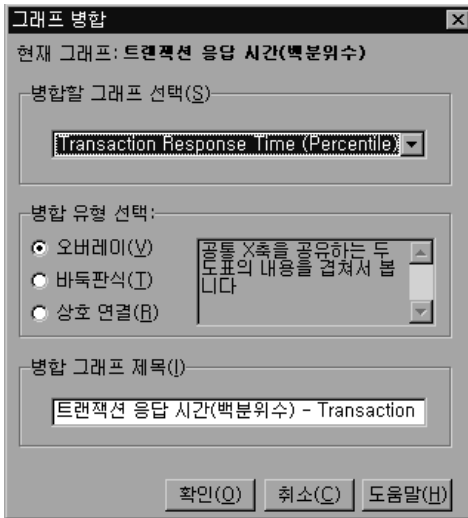 그래프 병합
현재 그래프: 트랜잭션 응답 시간(백분위수)
병합할 그래프 선택(S)
Transaction Response Time (Percentile)
병합 유형 선택:
오버레이(V)
바둑판식(T)
상호 연결(R)
공통 X축을 공유하는 두
도표의 내용을 겹쳐서 봅
니다
병합 그래프 제목(I)
트랜잭션 응답 시간(백분위수) - Transaction
확인(O) 취소(C) 도움말(H)